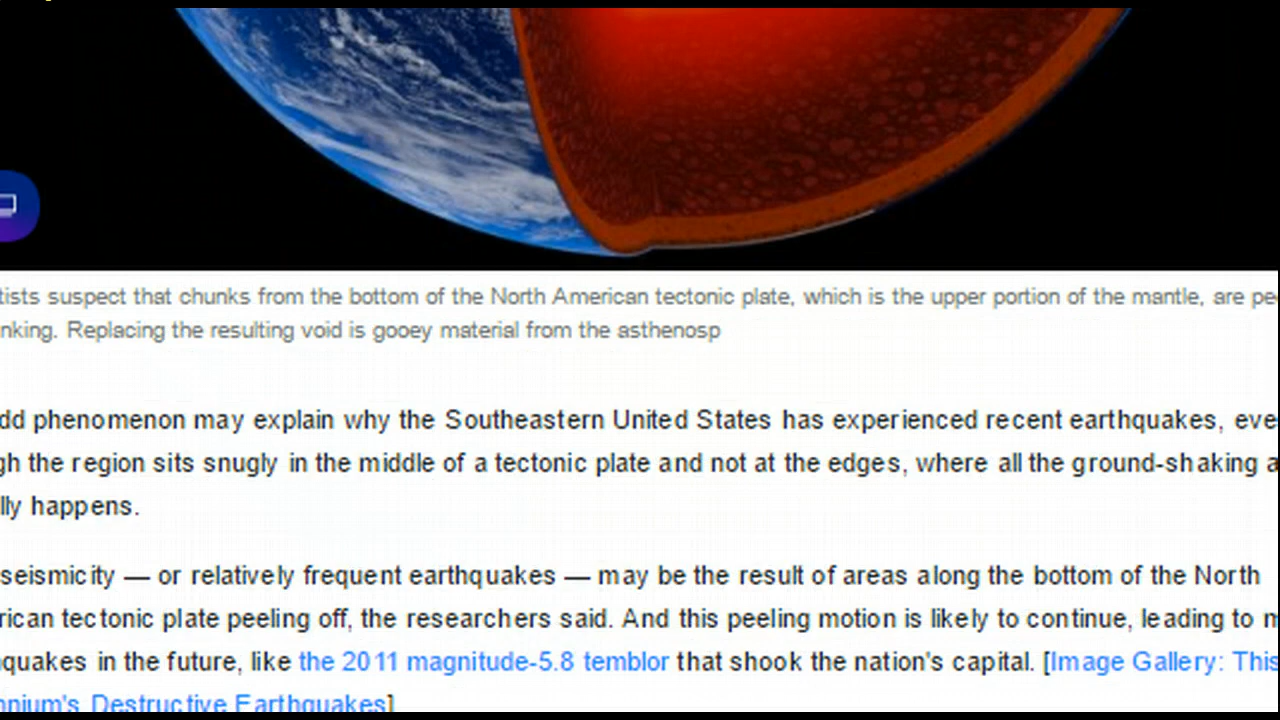 tists suspect that chunks from the bottom of the North American tectonic plate, which is the upper portion of the mantle, are pe
nking. Replacing the resulting void is gooey material from the asthenosp
dd phenomenon may explain why the Southeastern United States has experienced recent earthquakes, eve
gh the region sits snugly in the middle of a tectonic plate and not at the edges, where all the ground-shaking a
lly happens.
seismicity — or relatively frequent earthquakes — may be the result of areas along the bottom of the North
rican tectonic plate peeling off, the researchers said. And this peeling motion is likely to continue, leading to m
quakes in the future, like the 2011 magnitude-5.8 temblor that shook the nation's capital. [Image Gallery: This
nnium's Destructive Earthquakes]